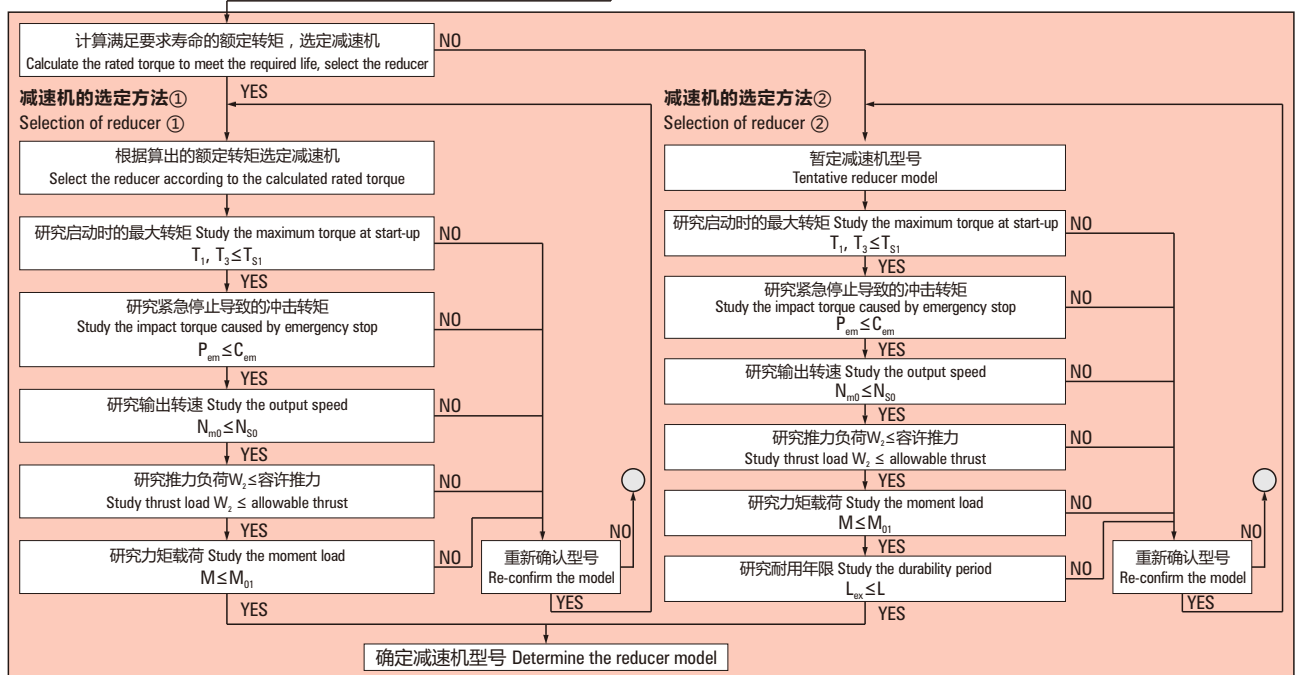 计算满足要求寿命的额定转矩，选定减速机
Calculate the rated torque to meet the required life, select the reducer
NO
YES
减速机的选定方法①
Selection of reducer ①
根据算出的额定转矩选定减速机
Select the reducer according to the calculated rated torque
研究启动时的最大转矩 Study the maximum torque at start-up
T₁, T₃≤T_S1
NO
YES
研究紧急停止导致的冲击转矩
Study the impact torque caused by emergency stop
P_em≤C_em
NO
YES
研究输出转速 Study the output speed
N_m0≤N_S0
NO
YES
研究推力负荷W₂≤容许推力
Study thrust load W₂ ≤ allowable thrust
NO
YES
研究力矩载荷 Study the moment load
M≤M₀₁
NO
YES
重新确认型号
Re-confirm the model
NO
YES
减速机的选定方法②
Selection of reducer ②
暂定减速机型号
Tentative reducer model
研究启动时的最大转矩 Study the maximum torque at start-up
T₁, T₃≤T_S1
NO
YES
研究紧急停止导致的冲击转矩
Study the impact torque caused by emergency stop
P_em≤C_em
NO
YES
研究输出转速 Study the output speed
N_m0≤N_S0
NO
YES
研究推力负荷W₂≤容许推力
Study thrust load W₂ ≤ allowable thrust
NO
YES
研究力矩载荷 Study the moment load
M≤M₀₁
NO
YES
研究耐用年限 Study the durability period
L_ex≤L
NO
YES
重新确认型号
Re-confirm the model
NO
YES
确定减速机型号 Determine the reducer model